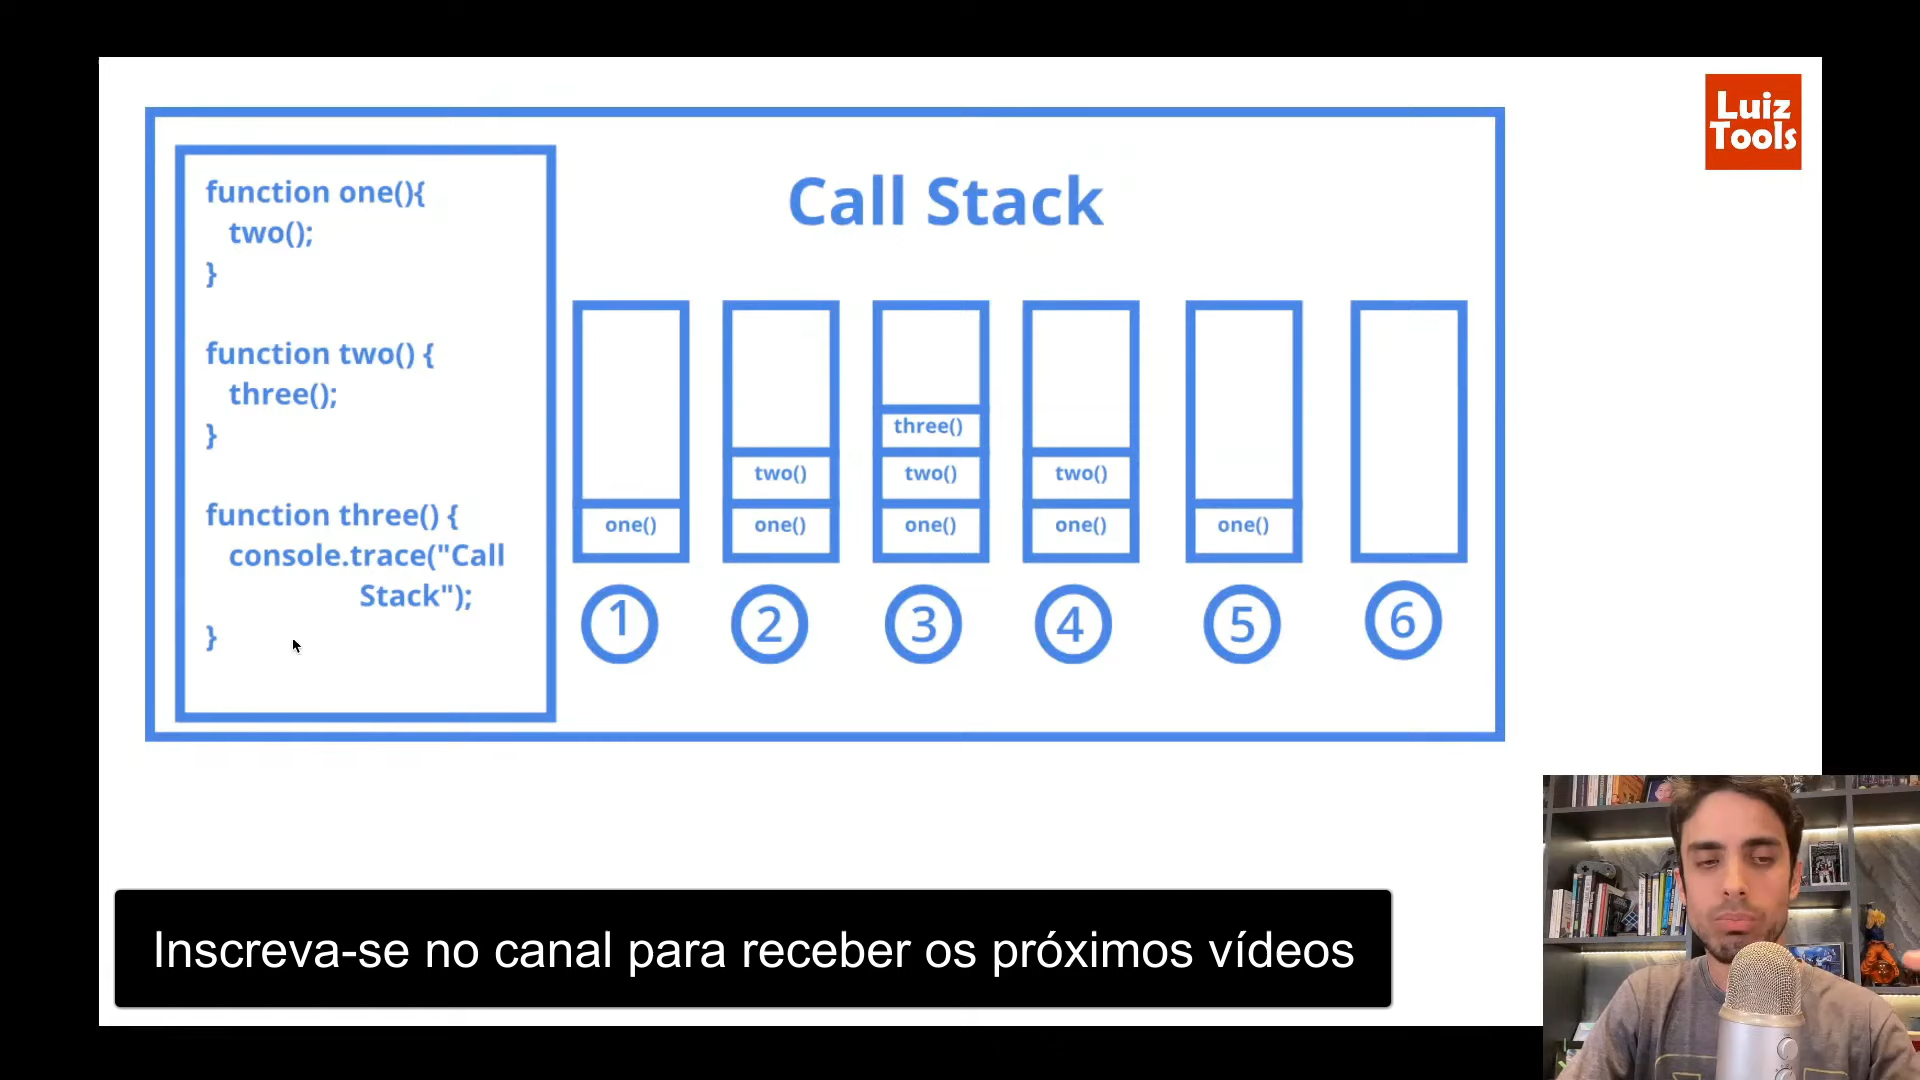 Luiz
Tools
function one(){
two();
}
function two() {
three();
}
function three() {
console.trace("Call
Stack");
}
Call Stack
one()
two()
one()
three()
two()
one()
two()
one()
one()
1
2
3
4
5
6
Inscreva-se no canal para receber os próximos vídeos